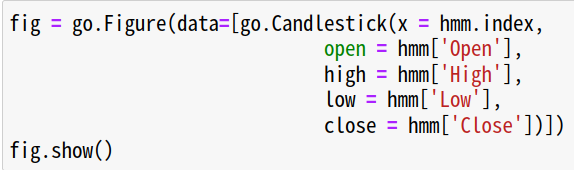 fig = go.Figure(data=[go.Candlestick(x = hmm.index,
open = hmm['Open'],
high = hmm['High'],
low = hmm['Low'],
close = hmm['Close'])])
fig.show()